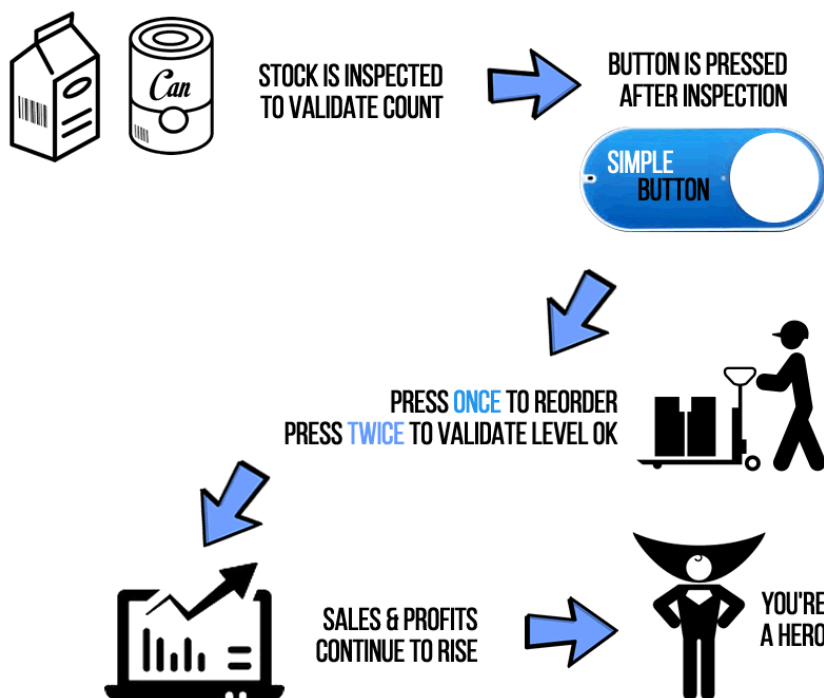 Can
STOCK IS INSPECTED
TO VALIDATE COUNT
BUTTON IS PRESSED
AFTER INSPECTION
SIMPLE
BUTTON
PRESS ONCE TO REORDER
PRESS TWICE TO VALIDATE LEVEL OK
SALES & PROFITS
CONTINUE TO RISE
YOU'RE
A HERO